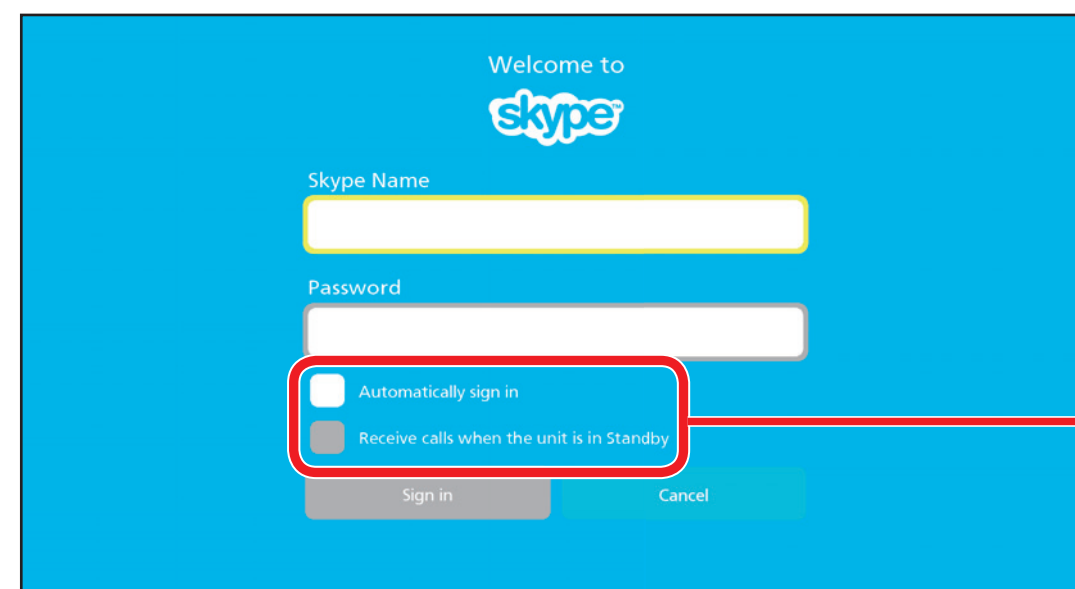 Welcome to
skype™
Skype Name
Password
Automatically sign in
Receive calls when the unit is in Standby
Sign in
Cancel